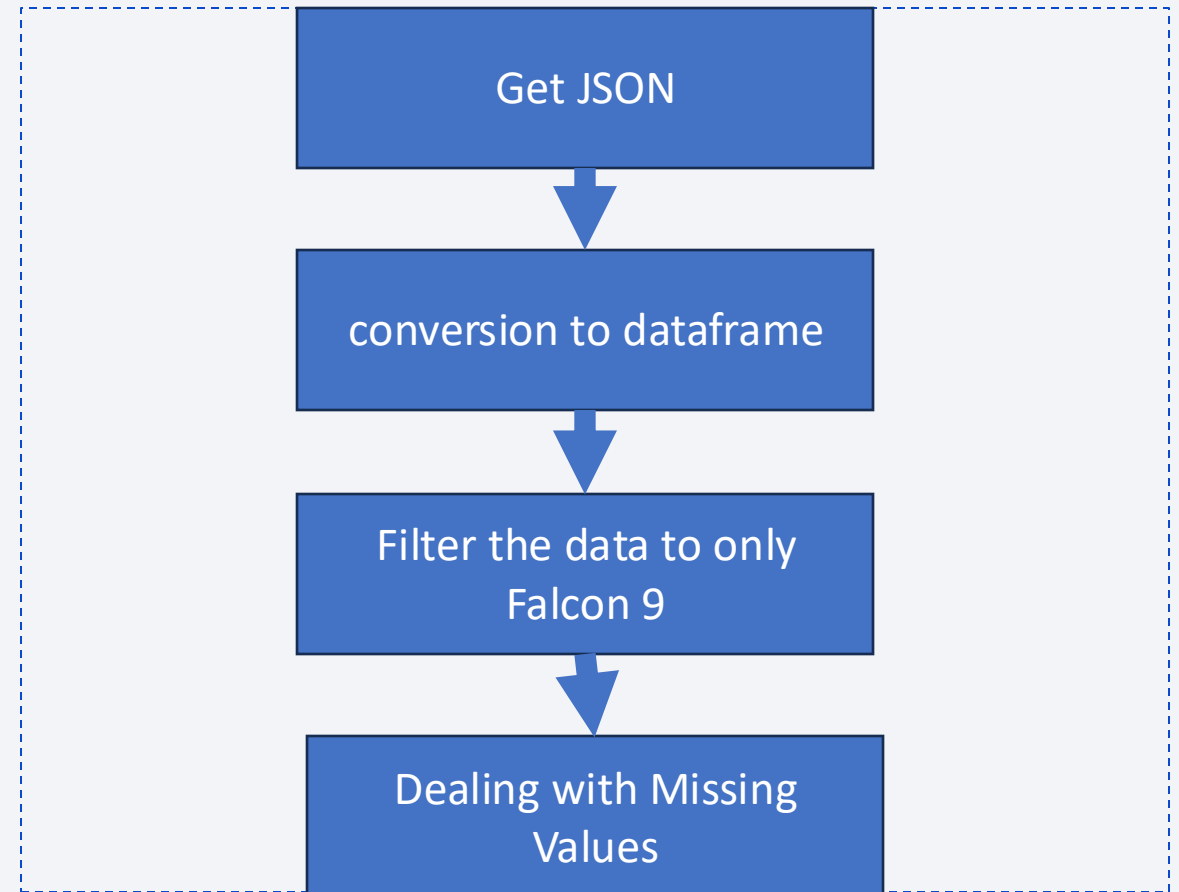 Get JSON
conversion to dataframe
Filter the data to only
Falcon 9
Dealing with Missing
Values